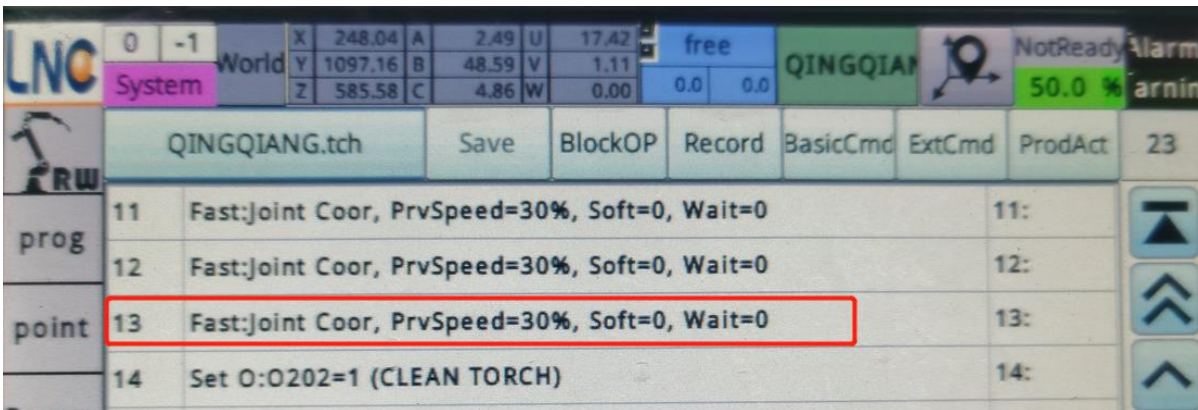 LNC
0 -1
System
World
X 248.04 A 2.49 U 17.42
Y 1097.16 B 48.59 V 1.11
Z 585.58 C 4.86 W 0.00
free
0.0 0.0
QINGQIAN
NotReady
50.0 %
Alarm
arnin
RW
QINGQIANG.tch Save BlockOP Record BasicCmd ExtCmd ProdAct 23
prog
point
11 Fast:Joint Coor, PrvSpeed=30%, Soft=0, Wait=0 11:
12 Fast:Joint Coor, PrvSpeed=30%, Soft=0, Wait=0 12:
13 Fast:Joint Coor, PrvSpeed=30%, Soft=0, Wait=0 13:
14 Set O:O202=1 (CLEAN TORCH) 14: